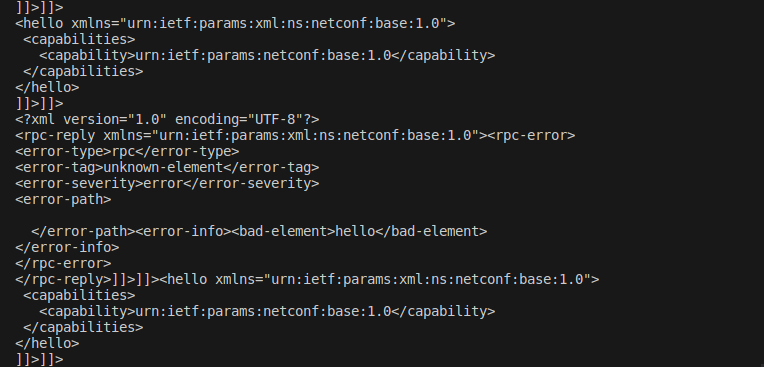 ]]>]]>
<hello xmlns="urn:ietf:params:xml:ns:netconf:base:1.0">
 <capabilities>
   <capability>urn:ietf:params:netconf:base:1.0</capability>
 </capabilities>
</hello>
]]>]]>
<?xml version="1.0" encoding="UTF-8"?>
<rpc-reply xmlns="urn:ietf:params:xml:ns:netconf:base:1.0"><rpc-error>
<error-type>rpc</error-type>
<error-tag>unknown-element</error-tag>
<error-severity>error</error-severity>
<error-path>

  </error-path><error-info><bad-element>hello</bad-element>
</error-info>
</rpc-error>
</rpc-reply>]]>]]><hello xmlns="urn:ietf:params:xml:ns:netconf:base:1.0">
 <capabilities>
   <capability>urn:ietf:params:netconf:base:1.0</capability>
 </capabilities>
</hello>
]]>]]>